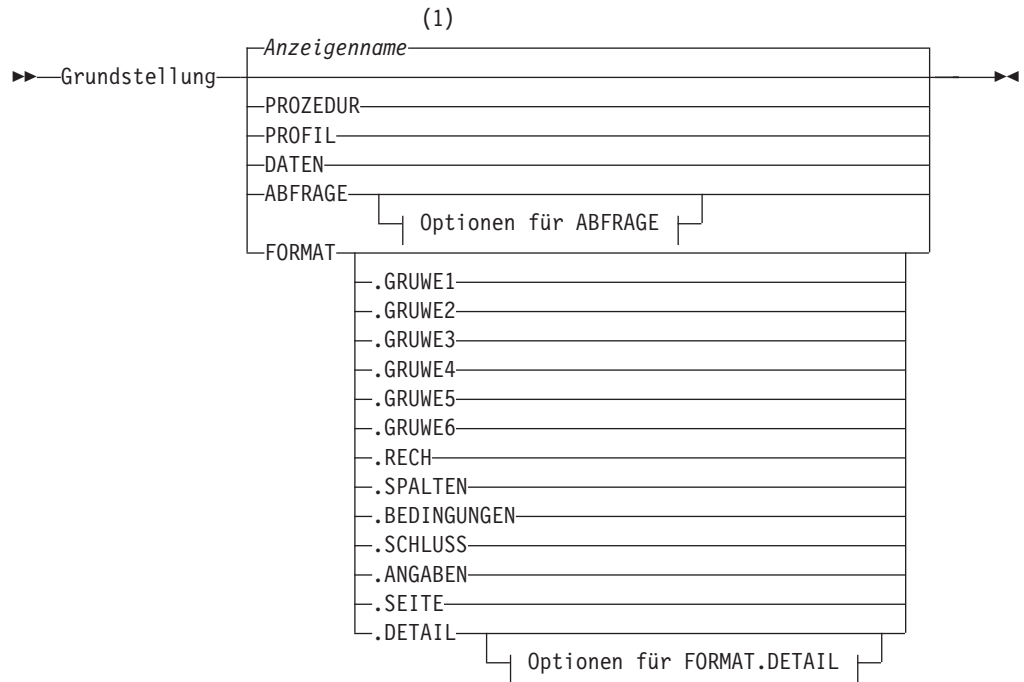 (1)
Anzeigenname
Grundstellung
PROZEDUR
PROFIL
DATEN
ABFRAGE
Optionen für ABFRAGE
FORMAT
.GRUWE1
.GRUWE2
.GRUWE3
.GRUWE4
.GRUWE5
.GRUWE6
.RECH
.SPALTEN
.BEDINGUNGEN
.SCHLUSS
.ANGABEN
.SEITE
.DETAIL
Optionen für FORMAT.DETAIL